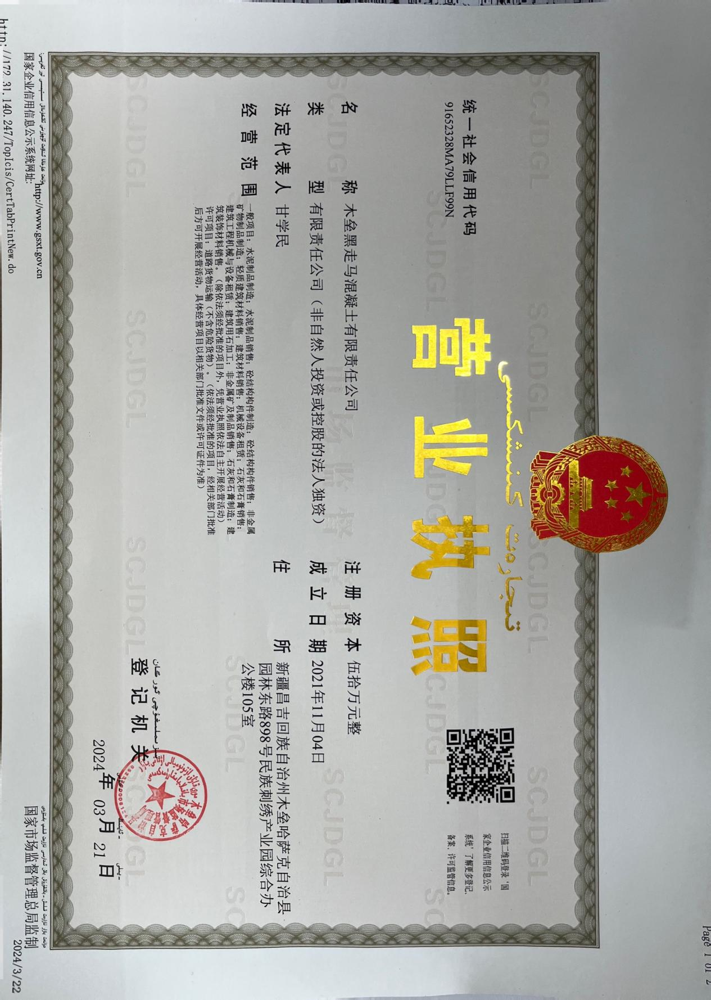 Page 1 of 2
تىجارەت كىنىشكىسى
营业执照
统一社会信用代码
91652328MA79LLF99N
扫描二维码登录‘国
家企业信用信息公示
系统’了解更多登记、
备案、许可监管信息。
名称 木垒黑走马混凝土有限责任公司
类型 有限责任公司（非自然人投资或控股的法人独资）
法定代表人 甘学民
经营范围 一般项目：水泥制品制造；水泥制品销售；砼结构构件制造；砼结构构件销售；非金属
矿物制品制造；轻质建筑材料销售；建筑材料销售；机械设备租赁；石灰和石膏销售；
建筑工程机械与设备租赁；建筑用石加工；非金属矿及制品销售；石灰和石膏制造；建
筑装饰材料销售。（除依法须经批准的项目外，凭营业执照依法自主开展经营活动）
许可项目：道路货物运输（不含危险货物）。（依法须经批准的项目，经相关部门批准
后方可开展经营活动，具体经营项目以相关部门批准文件或许可证件为准）
注册资本 伍拾万元整
成立日期 2021年11月04日
住所 新疆昌吉回族自治州木垒哈萨克自治县
园林东路898号民族刺绣产业园综合办
公楼105室
登记机关
2024年03月21日
国家企业信用信息公示系统网址：http://www.gsxt.gov.cn
国家市场监督管理总局监制
http://172.31.140.247/TopIcis/CertTabPrintNew.do
2024/3/22